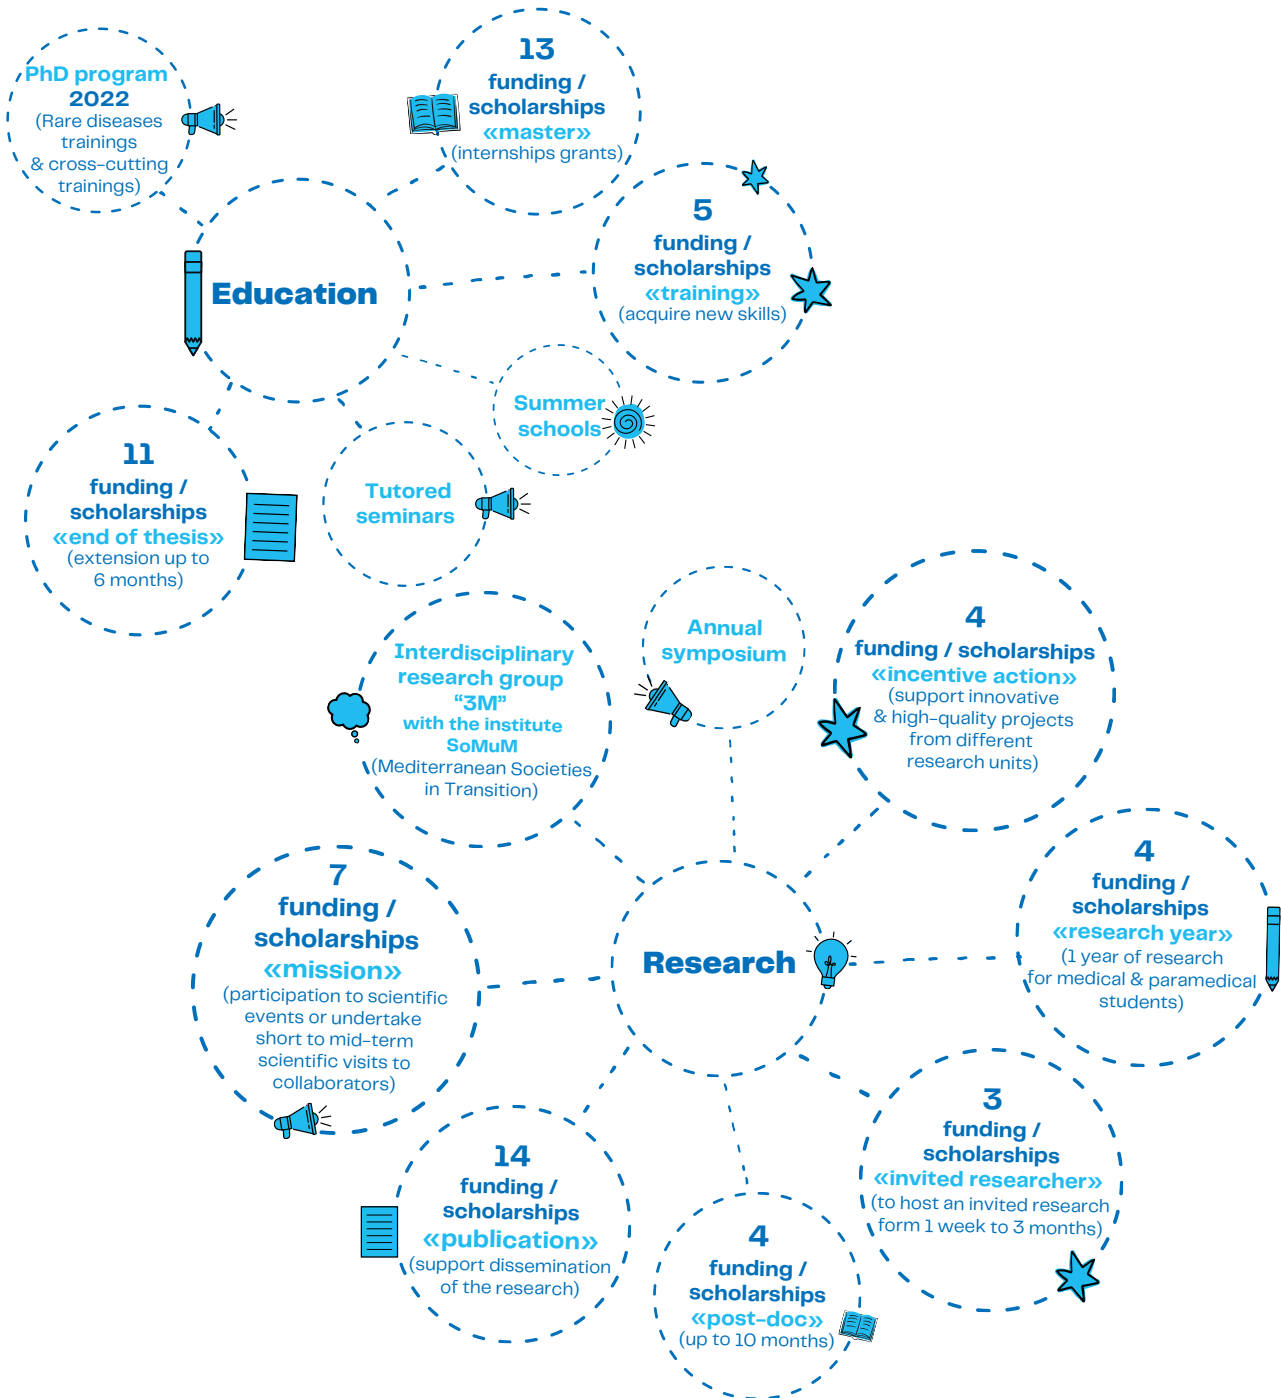 PhD program
2022
(Rare diseases
trainings
& cross-cutting
trainings)
13
funding /
scholarships
«master»
(internships grants)
5
funding /
scholarships
«training»
(acquire new skills)
Education
Summer
schools
11
funding /
scholarships
«end of thesis»
(extension up to
6 months)
Tutored
seminars
Interdisciplinary
research group
“3M”
with the institute
SoMuM
(Mediterranean Societies
in Transition)
Annual
symposium
4
funding / scholarships
«incentive action»
(support innovative
& high-quality projects
from different
research units)
7
funding /
scholarships
«mission»
(participation to scientific
events or undertake
short to mid-term
scientific visits to
collaborators)
Research
4
funding /
scholarships
«research year»
(1 year of research
for medical & paramedical
students)
14
funding /
scholarships
«publication»
(support dissemination
of the research)
4
funding /
scholarships
«post-doc»
(up to 10 months)
3
funding /
scholarships
«invited researcher»
(to host an invited research
form 1 week to 3 months)